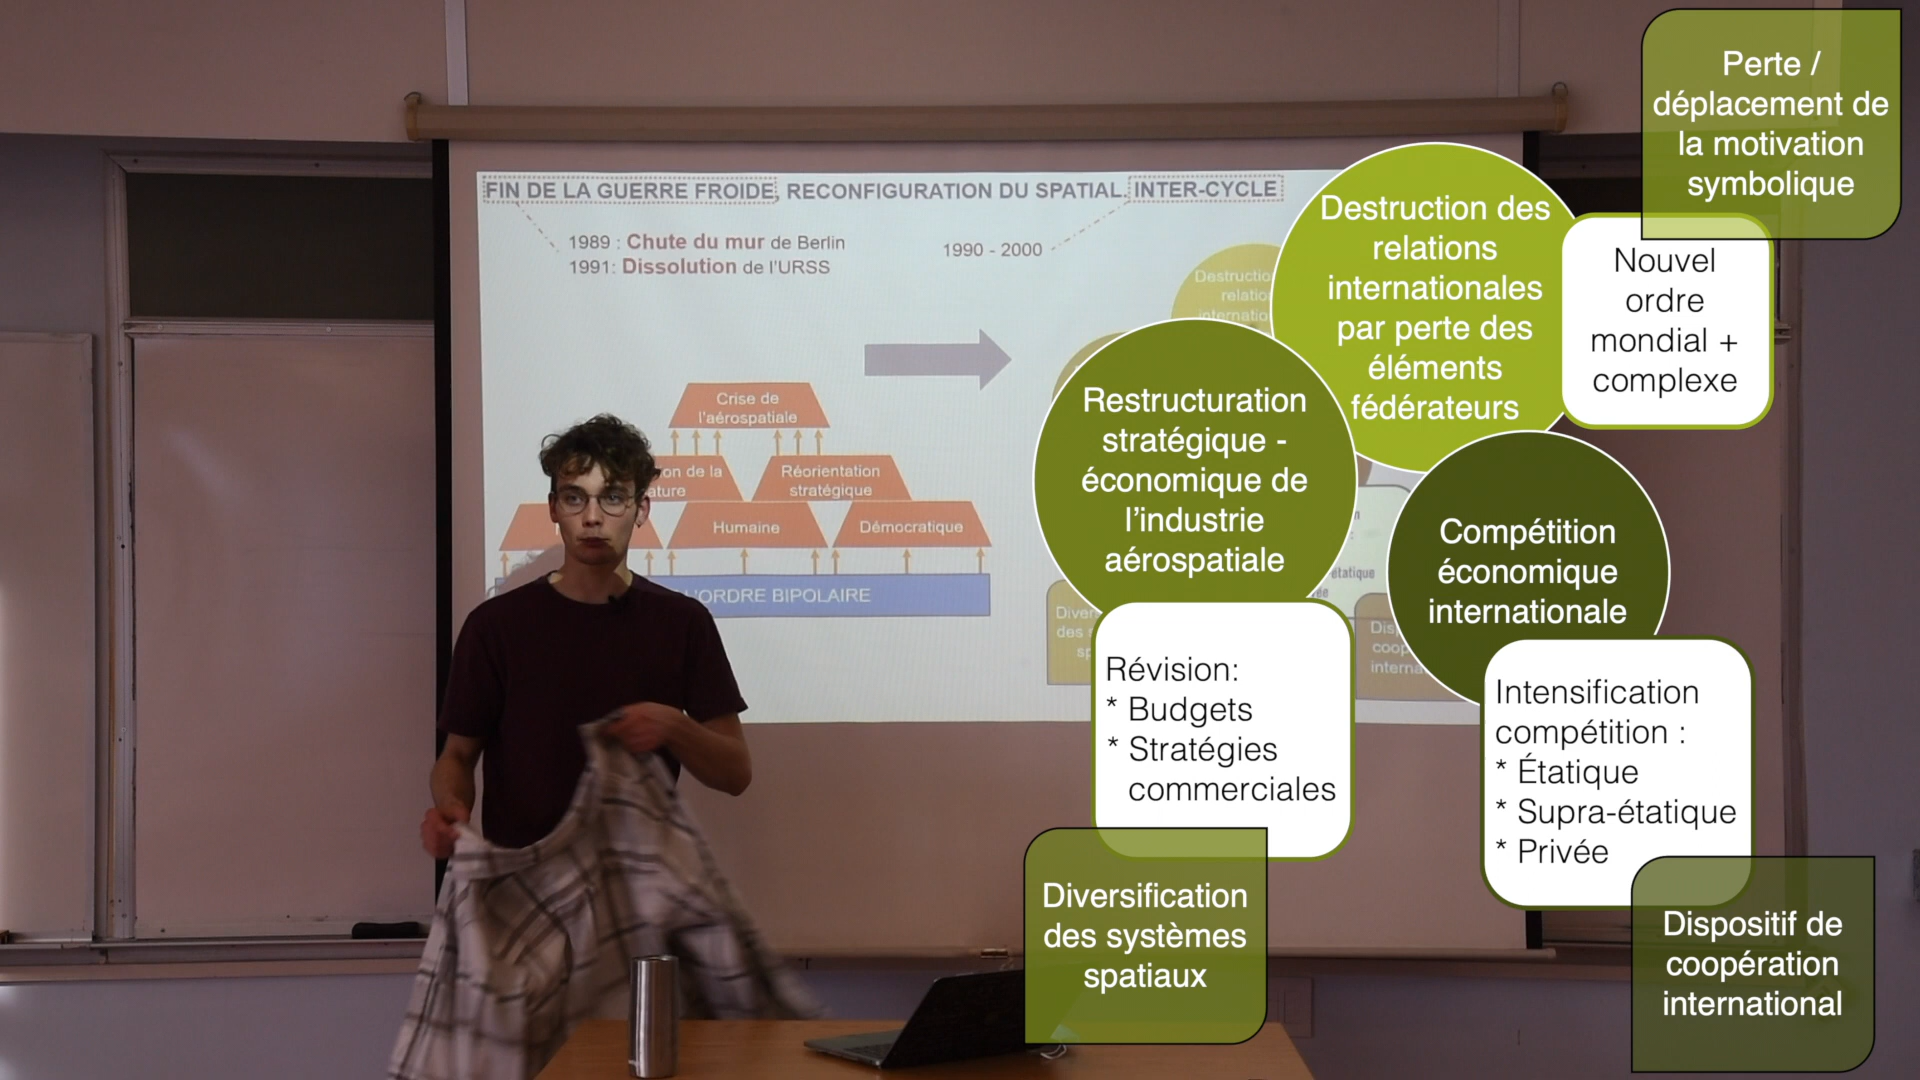 FIN DE LA GUERRE FROIDE, RECONFIGURATION DU SPATIAL. INTER-CYCLE
1989 : Chute du mur de Berlin
1991: Dissolution de l'URSS
1990 - 2000
Crise de
l'aérospatiale
de la
Réorientation
stratégique
Humaine
Démocratique
ORDRE BIPOLAIRE
Perte /
déplacement de
la motivation
symbolique
Destruction des
relations
internationales
par perte des
éléments
fédérateurs
Nouvel
ordre
mondial +
complexe
Restructuration
stratégique -
économique de
l'industrie
aérospatiale
Révision:
* Budgets
* Stratégies
commerciales
Diversification
des systèmes
spatiaux
Compétition
économique
internationale
Intensification
compétition :
* Étatique
* Supra-étatique
* Privée
Dispositif de
coopération
international